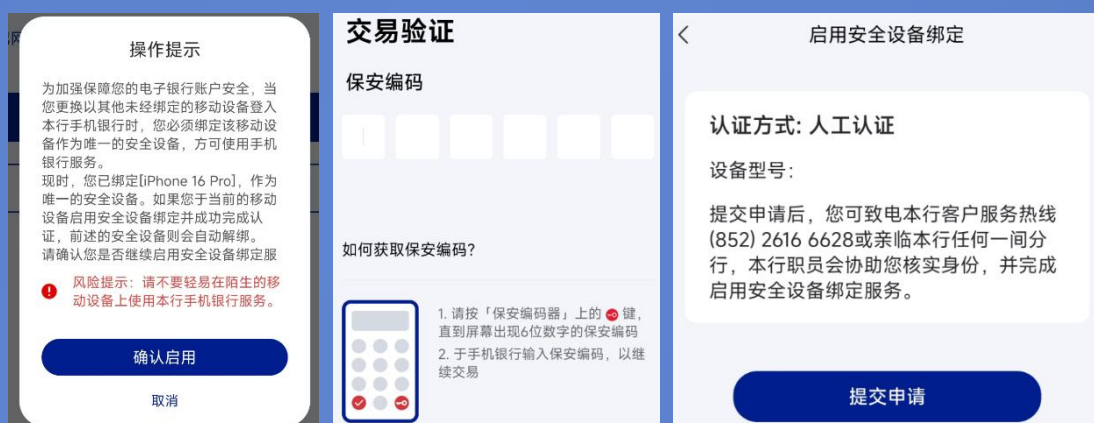 操作提示
为加强保障您的电子银行账户安全，当
您更换以其他未经绑定的移动设备登入
本行手机银行时，您必须绑定该移动设
备作为唯一的安全设备，方可使用手机
银行服务。
现时，您已绑定[iPhone 16 Pro]，作为
唯一的安全设备。如果您于当前的移动
设备启用安全设备绑定并成功完成认
证，前述的安全设备则会自动解绑。
请确认您是否继续启用安全设备绑定服
风险提示：请不要轻易在陌生的移
动设备上使用本行手机银行服务。
确认启用
取消
交易验证
保安编码
如何获取保安编码?
1. 请按「保安编码器」上的 键，
直到屏幕出现6位数字的保安编码
2. 于手机银行输入保安编码，以继
续交易
启用安全设备绑定
认证方式: 人工认证
设备型号:
提交申请后，您可致电本行客户服务热线
(852) 2616 6628或亲临本行任何一间分
行，本行职员会协助您核实身份，并完成
启用安全设备绑定服务。
提交申请